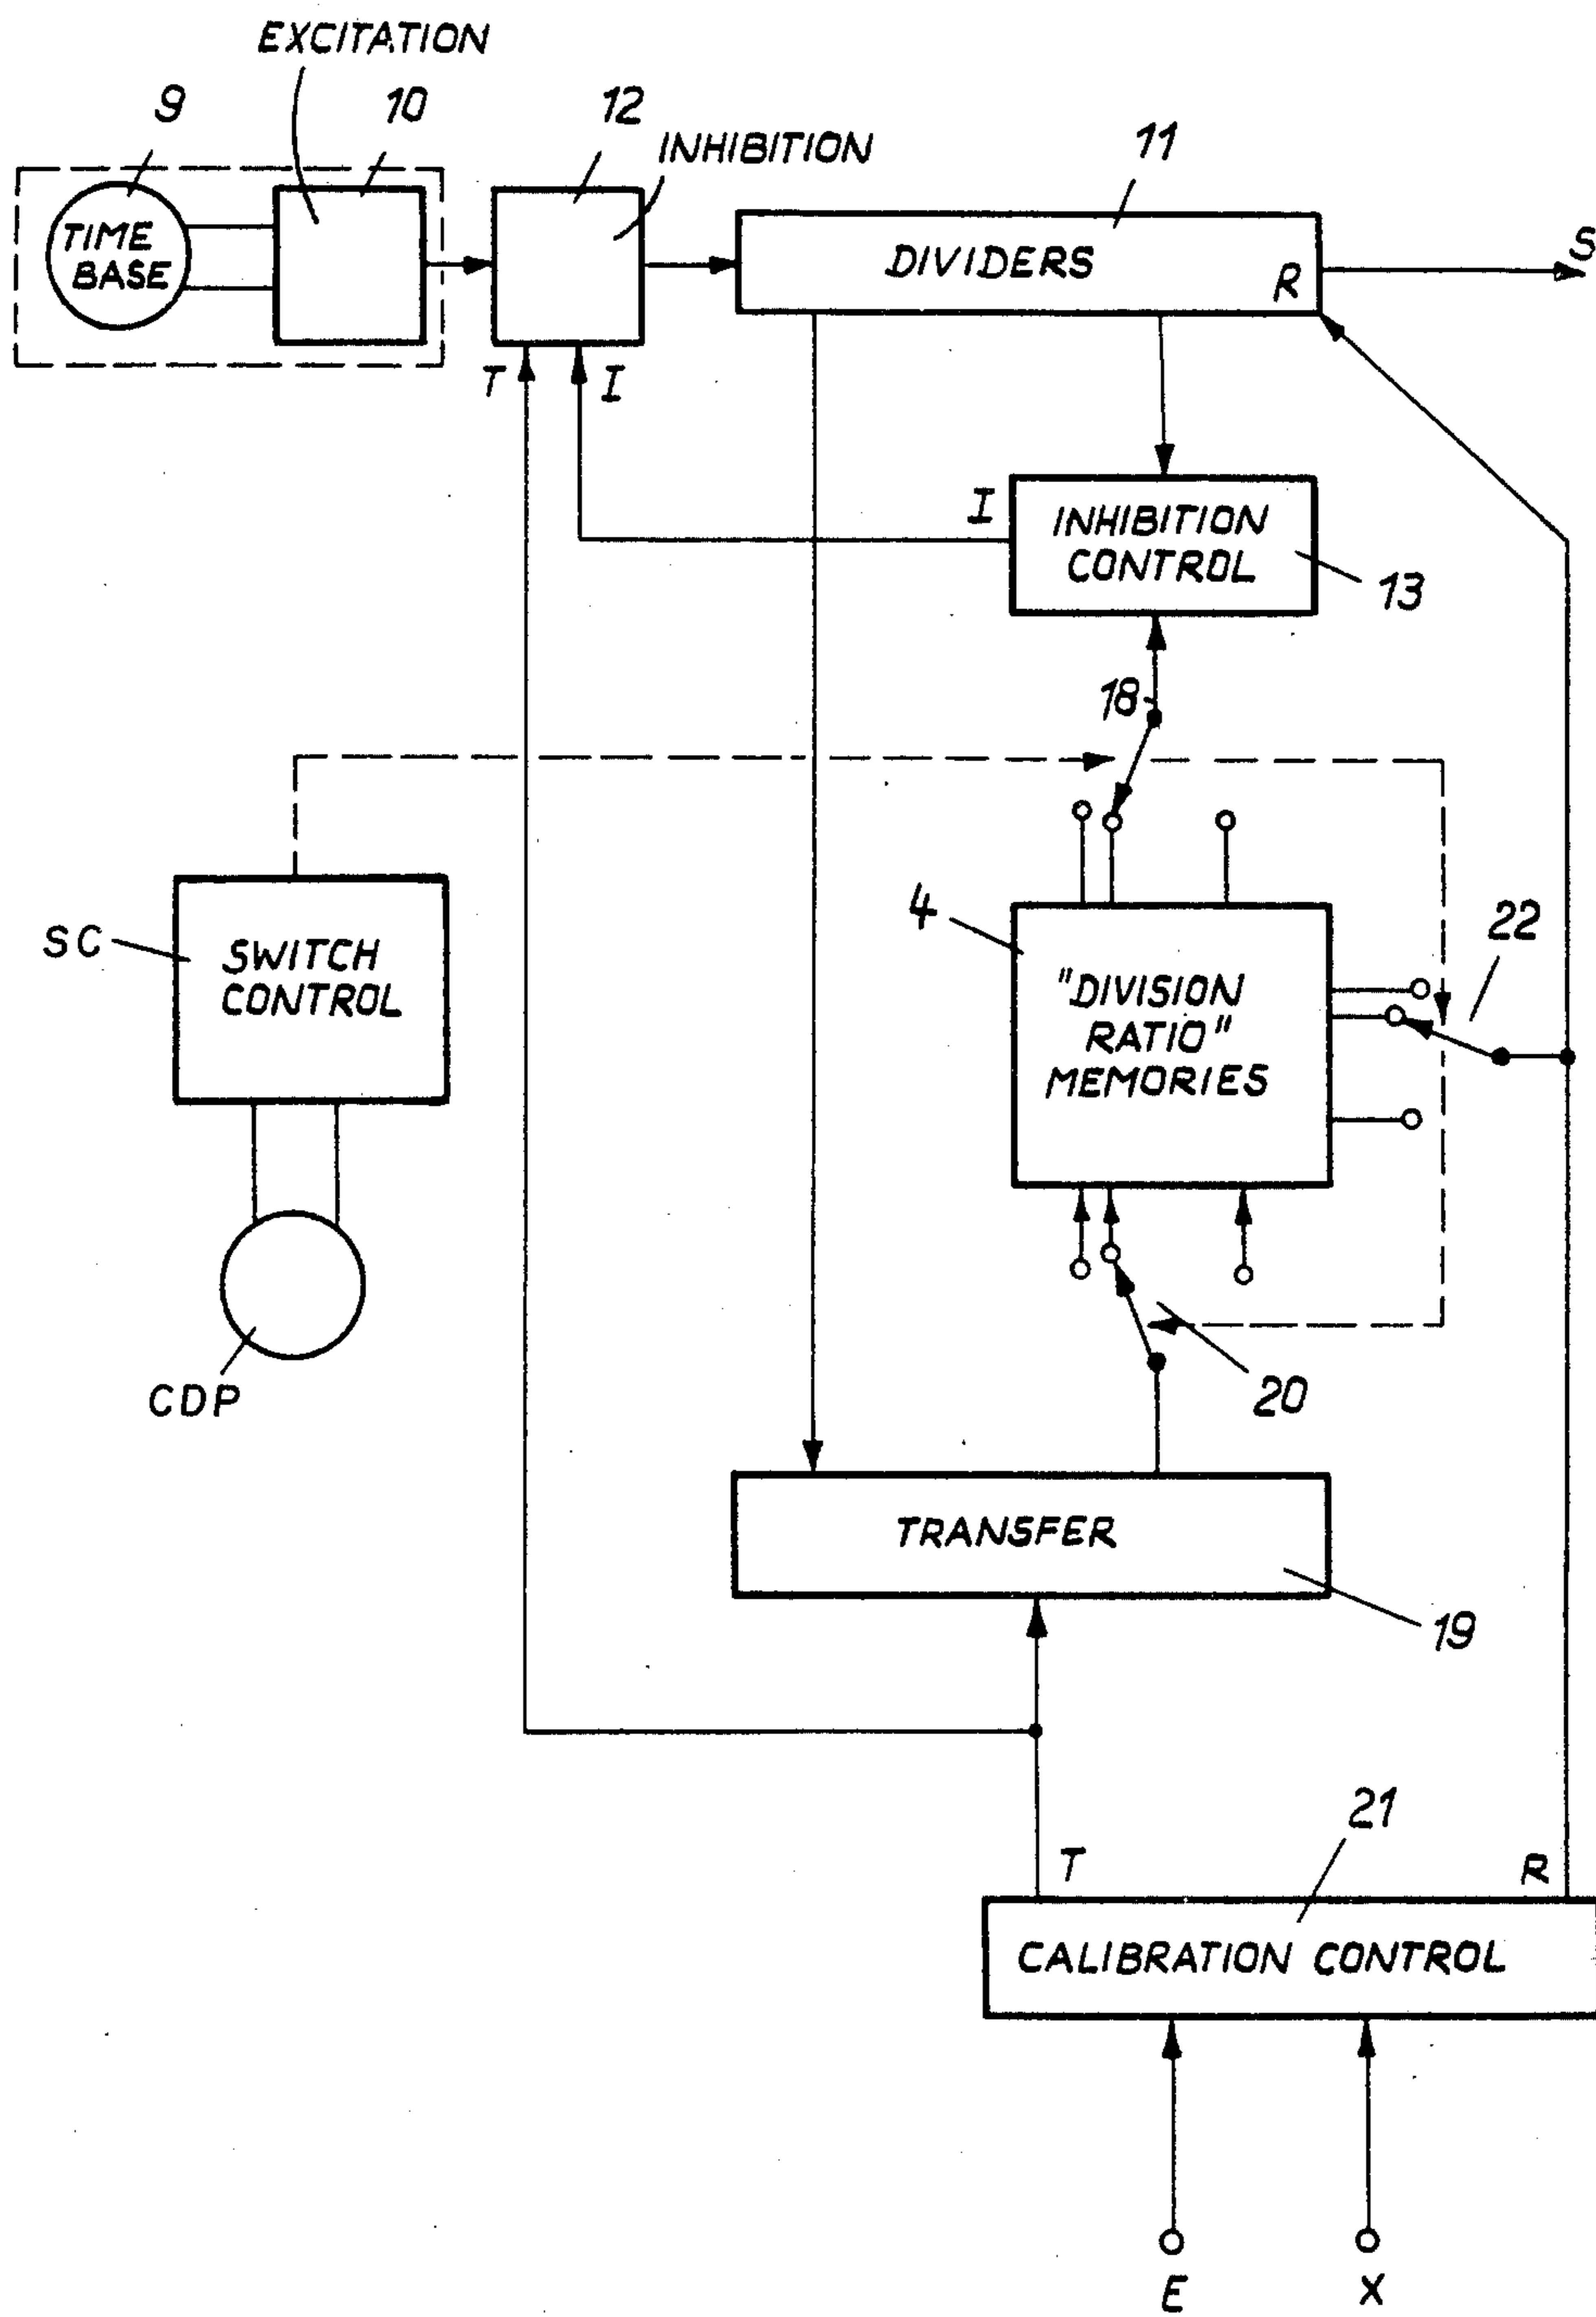 EXCITATION
9
10
12
INHIBITION
11
TIME
BASE
DIVIDERS
R
S
T
I
I
INHIBITION
CONTROL
13
18
4
22
SC
SWITCH
CONTROL
"DIVISION
RATIO"
MEMORIES
20
CDP
TRANSFER
19
21
T
R
CALIBRATION CONTROL
E
X